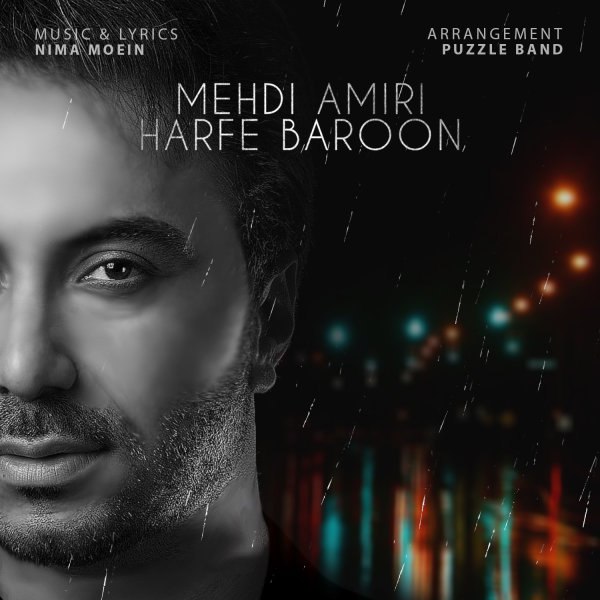 MUSIC & LYRICS
NIMA MOEIN
ARRANGEMENT
PUZZLE BAND
MEHDI AMIRI
HARFE BAROON